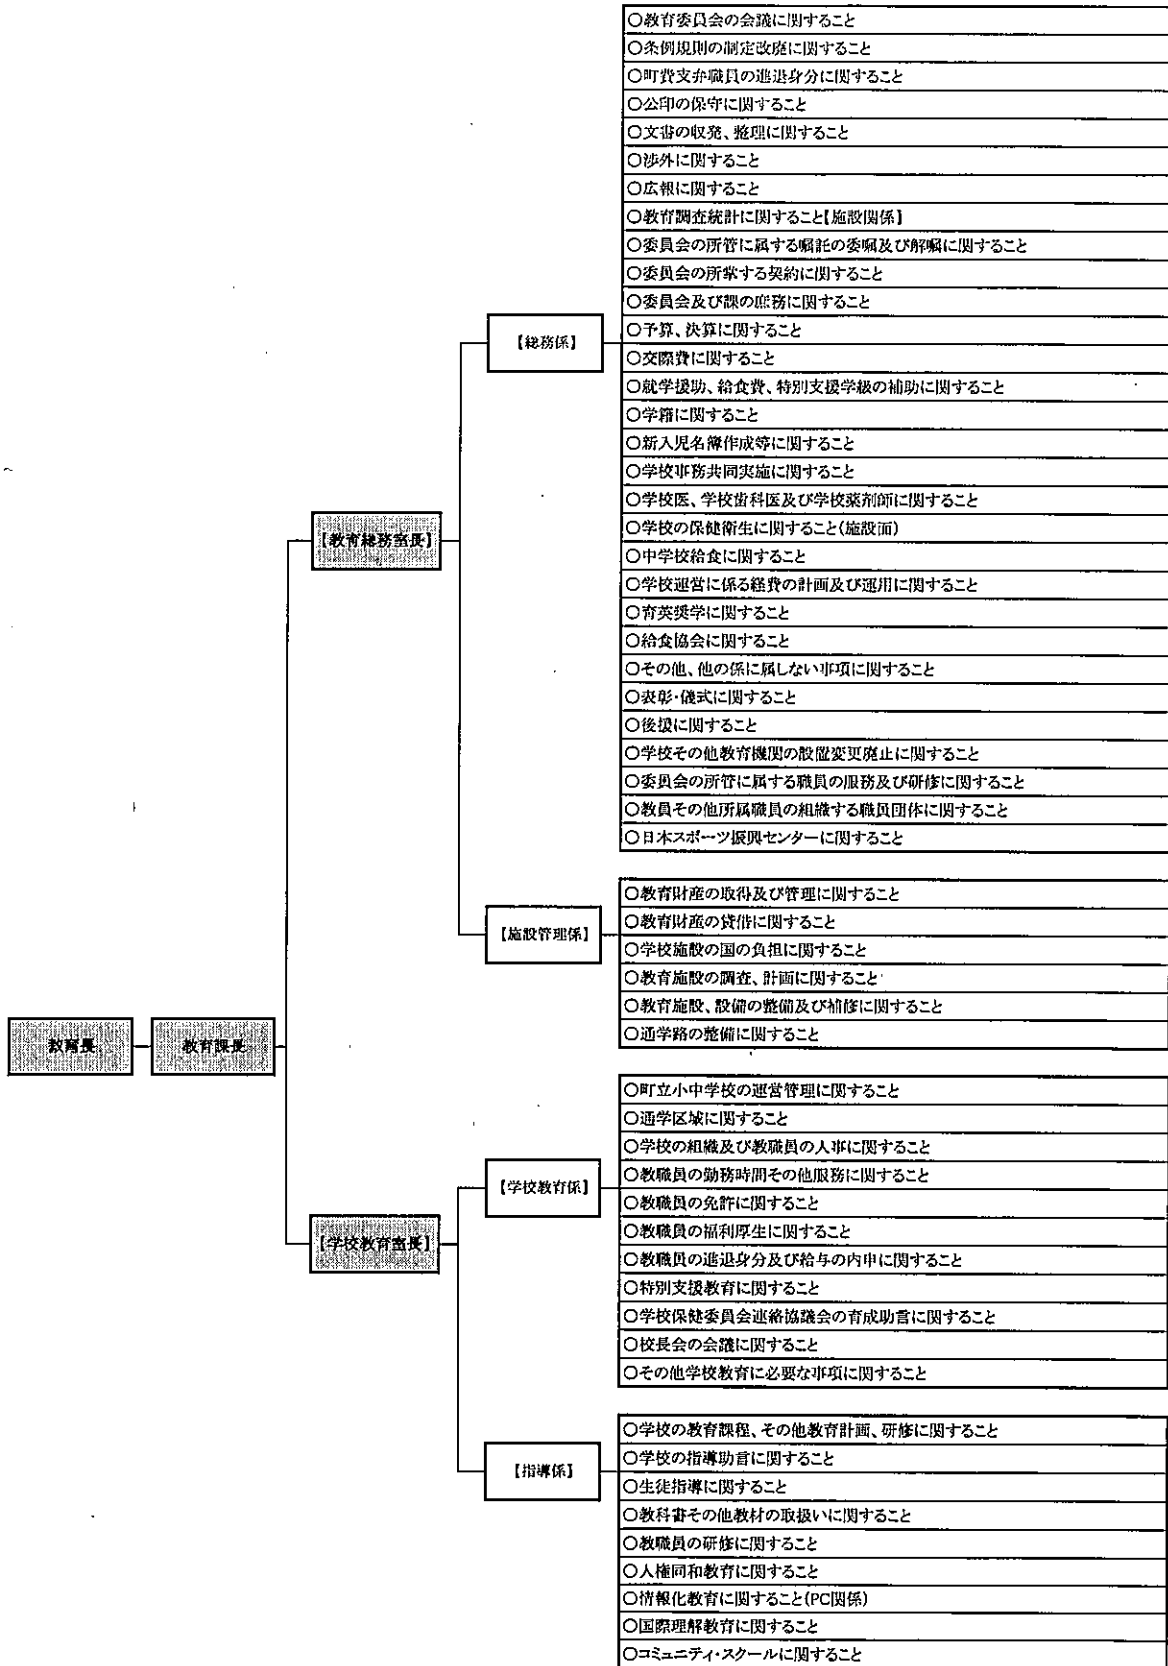 教育長
教育課長
【教育総務室長】
【総務係】
○教育委員会の会議に関すること
○条例規則の制定改廃に関すること
○町費支弁職員の進退身分に関すること
○公印の保守に関すること
○文書の収発、整理に関すること
○渉外に関すること
○広報に関すること
○教育調査統計に関すること【施設関係】
○委員会の所管に属する嘱託の委嘱及び解嘱に関すること
○委員会の所掌する契約に関すること
○委員会及び課の庶務に関すること
○予算、決算に関すること
○交際費に関すること
○就学援助、給食費、特別支援学級の補助に関すること
○学籍に関すること
○新入児名簿作成等に関すること
○学校事務共同実施に関すること
○学校医、学校歯科医及び学校薬剤師に関すること
○学校の保健衛生に関すること(施設面)
○中学校給食に関すること
○学校運営に係る経費の計画及び運用に関すること
○育英奨学に関すること
○給食協会に関すること
○その他、他の係に属しない事項に関すること
○表彰・儀式に関すること
○後援に関すること
○学校その他教育機関の設置変更廃止に関すること
○委員会の所管に属する職員の服務及び研修に関すること
○教員その他所属職員の組織する職員団体に関すること
○日本スポーツ振興センターに関すること
【施設管理係】
○教育財産の取得及び管理に関すること
○教育財産の貸借に関すること
○学校施設の国の負担に関すること
○教育施設の調査、計画に関すること
○教育施設、設備の整備及び補修に関すること
○通学路の整備に関すること
【学校教育室長】
【学校教育係】
○町立小中学校の運営管理に関すること
○通学区域に関すること
○学校の組織及び教職員の人事に関すること
○教職員の勤務時間その他服務に関すること
○教職員の免許に関すること
○教職員の福利厚生に関すること
○教職員の進退身分及び給与の内申に関すること
○特別支援教育に関すること
○学校保健委員会連絡協議会の育成助言に関すること
○校長会の会議に関すること
○その他学校教育に必要な事項に関すること
【指導係】
○学校の教育課程、その他教育計画、研修に関すること
○学校の指導助言に関すること
○生徒指導に関すること
○教科書その他教材の取扱いに関すること
○教職員の研修に関すること
○人権同和教育に関すること
○情報化教育に関すること(PC関係)
○国際理解教育に関すること
○コミュニティ・スクールに関すること